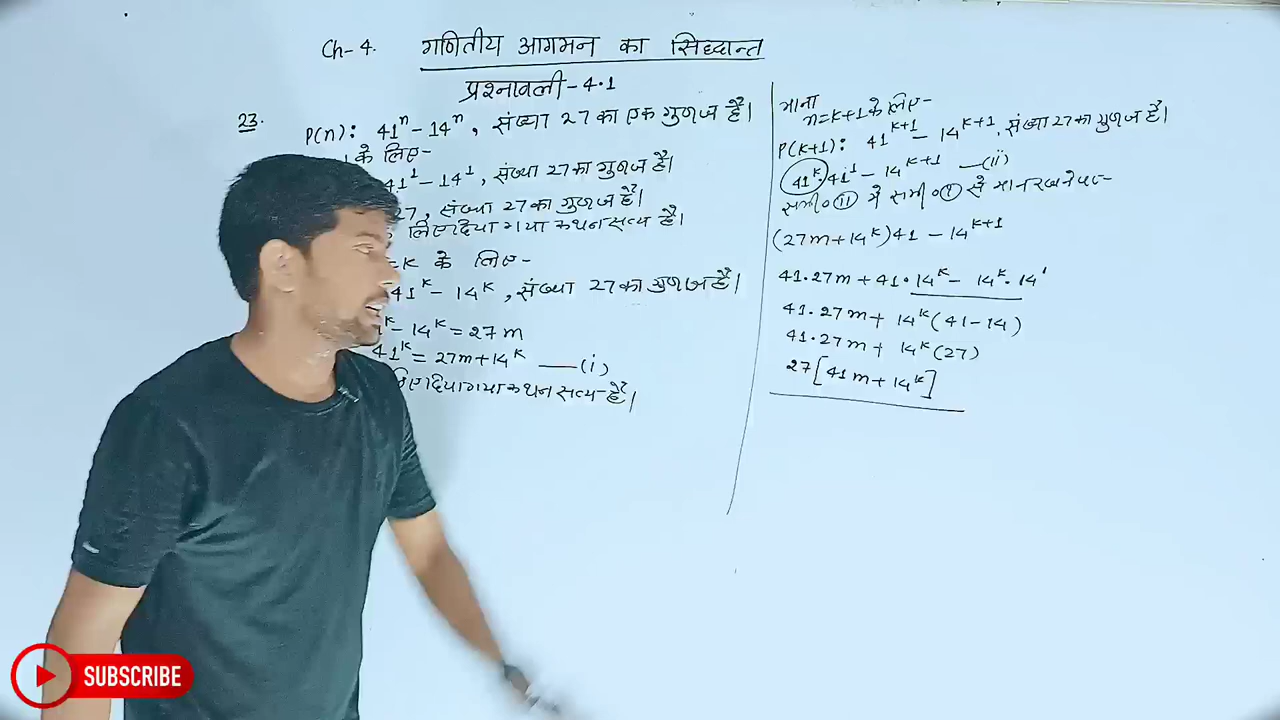 Ch-4. गणितीय आगमन का सिद्धान्त
प्रश्नावली-4.1
23. P(n): 41ⁿ - 14ⁿ, संख्या 27 का एक गुणज है।
के लिए-
41¹ - 14¹, संख्या 27 का गुणज है।
27, संख्या 27 का गुणज है।
लिए दिया गया कथन सत्य है।
=K के लिए-
41ᴷ - 14ᴷ, संख्या 27 का गुणज है।
ᴷ - 14ᴷ = 27m
41ᴷ = 27m + 14ᴷ —(i)
लिए दिया गया कथन सत्य है।
माना
n=K+1 के लिए-
P(K+1): 41ᴷ⁺¹ - 14ᴷ⁺¹, संख्या 27 का गुणज है।
41ᴷ·41¹ - 14ᴷ⁺¹ —(ii)
समी० (ii) में समी० (i) से मान रखने पर-
(27m+14ᴷ)41 - 14ᴷ⁺¹
41·27m + 41·14ᴷ - 14ᴷ·14¹
41·27m + 14ᴷ(41-14)
41·27m + 14ᴷ(27)
27[41m + 14ᴷ]
SUBSCRIBE